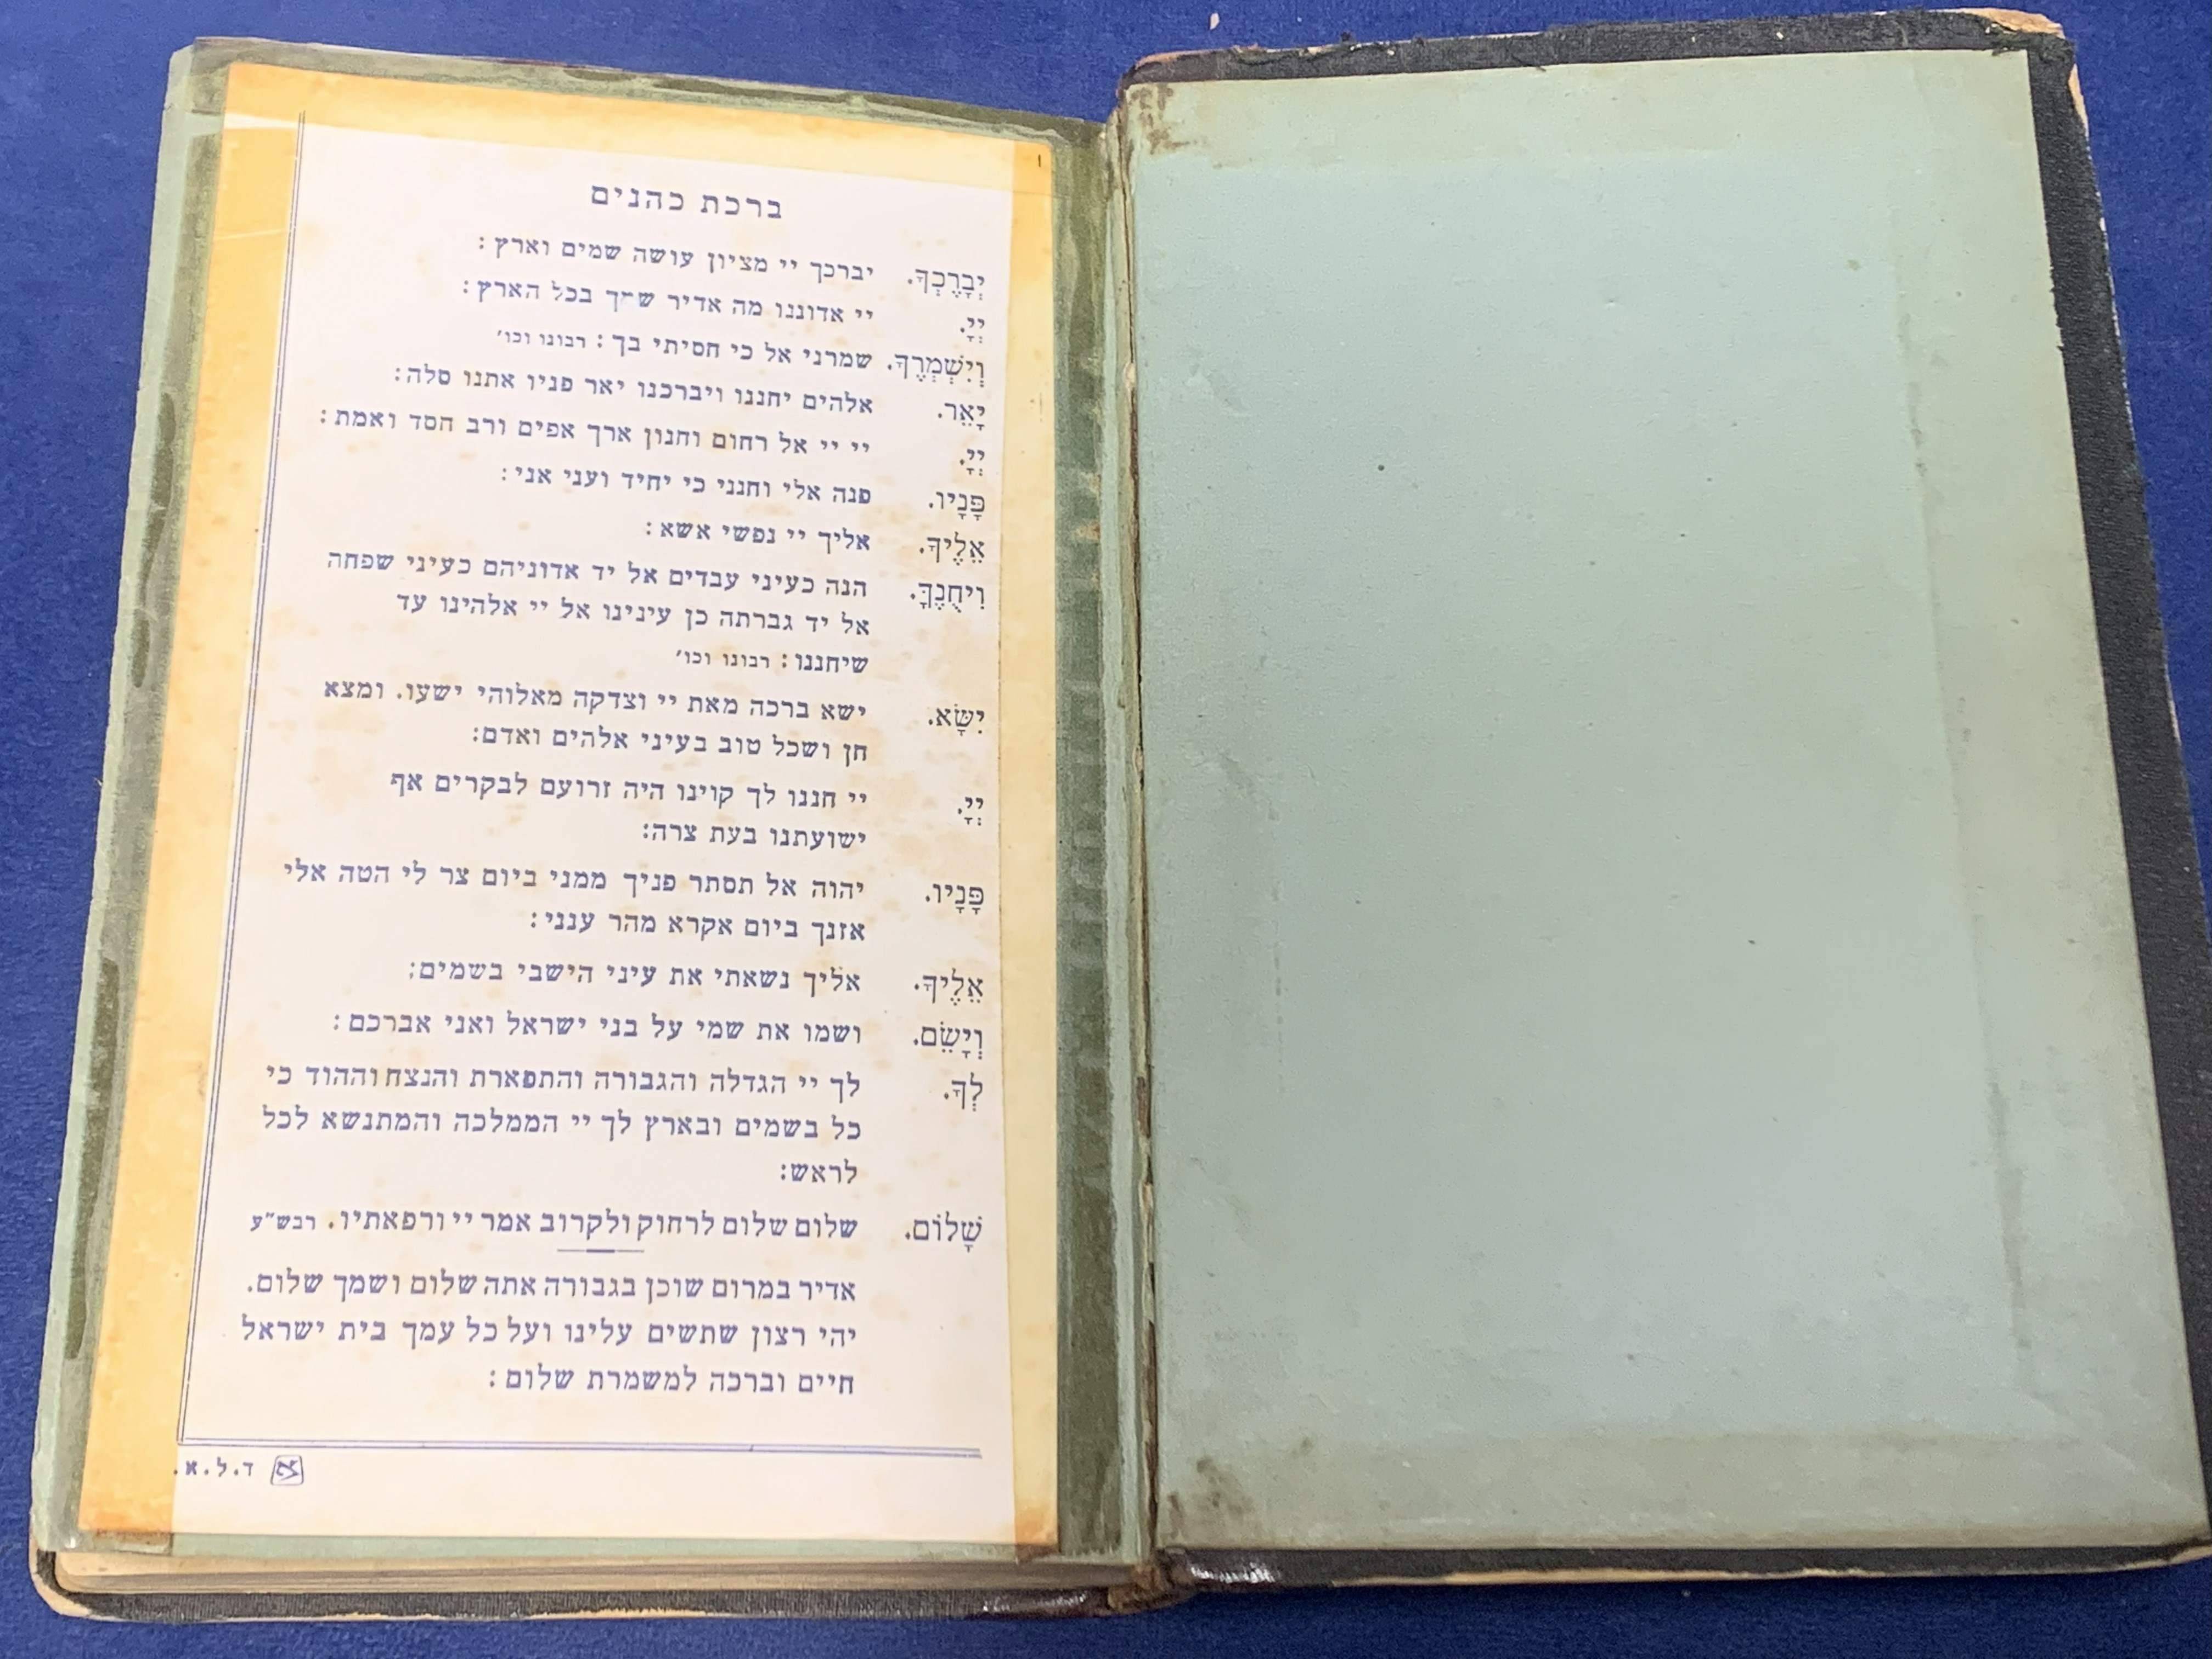 ברכת כהנים
יְבָרֶכְךָ. יברכך יי מציון עושה שמים וארץ:
יְיָ. יי אדוננו מה אדיר שמך בכל הארץ:
וְיִשְׁמְרֶךָ. שמרני אל כי חסיתי בך: רבונו וכו׳
יָאֵר. אלהים יחננו ויברכנו יאר פניו אתנו סלה:
יְיָ. יי יי אל רחום וחנון ארך אפים ורב חסד ואמת:
פָּנָיו. פנה אלי וחנני כי יחיד ועני אני:
אֵלֶיךָ. אליך יי נפשי אשא:
וִיחֻנֶךָּ. הנה כעיני עבדים אל יד אדוניהם כעיני שפחה
אל יד גברתה כן עינינו אל יי אלהינו עד
שיחננו: רבונו וכו׳
יִשָּׂא. ישא ברכה מאת יי וצדקה מאלוהי ישעו. ומצא
חן ושכל טוב בעיני אלהים ואדם:
יְיָ. יי חננו לך קוינו היה זרועם לבקרים אף
ישועתנו בעת צרה:
פָּנָיו. יהוה אל תסתר פניך ממני ביום צר לי הטה אלי
אזנך ביום אקרא מהר ענני:
אֵלֶיךָ. אליך נשאתי את עיני הישבי בשמים:
וְיָשֵׂם. ושמו את שמי על בני ישראל ואני אברכם:
לְךָ. לך יי הגדלה והגבורה והתפארת והנצח וההוד כי
כל בשמים ובארץ לך יי הממלכה והמתנשא לכל
לראש:
שָׁלוֹם. שלום שלום לרחוק ולקרוב אמר יי ורפאתיו. רבש״ע
אדיר במרום שוכן בגבורה אתה שלום ושמך שלום.
יהי רצון שתשים עלינו ועל כל עמך בית ישראל
חיים וברכה למשמרת שלום:
א ד.ל.א.